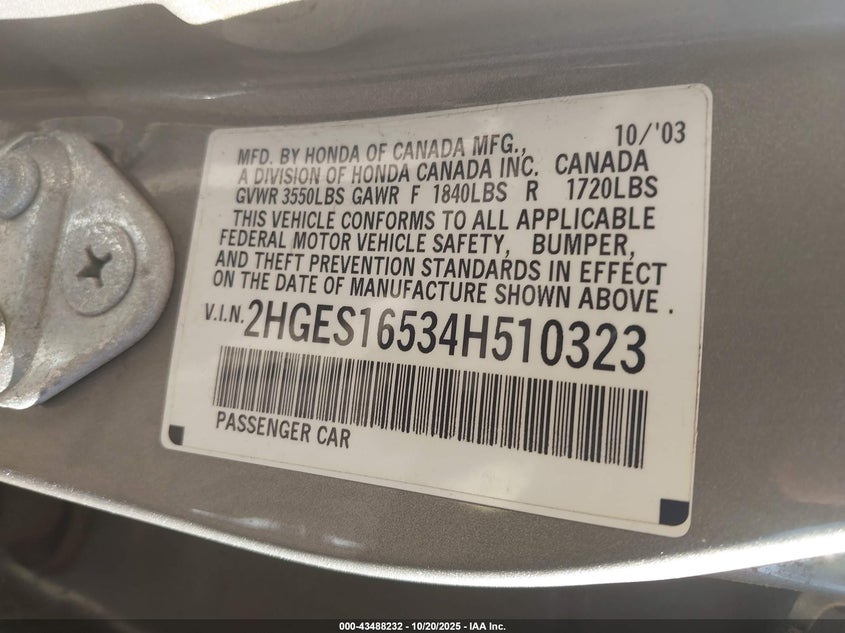 10/'03
MFD. BY HONDA OF CANADA MFG.,
A DIVISION OF HONDA CANADA INC. CANADA
GVWR 3550LBS GAWR F 1840LBS R 1720LBS
THIS VEHICLE CONFORMS TO ALL APPLICABLE
FEDERAL MOTOR VEHICLE SAFETY, BUMPER,
AND THEFT PREVENTION STANDARDS IN EFFECT
ON THE DATE OF MANUFACTURE SHOWN ABOVE.
V.I.N. 2HGES16534H510323
PASSENGER CAR
000-43488232 - 10/20/2025 - IAA Inc.